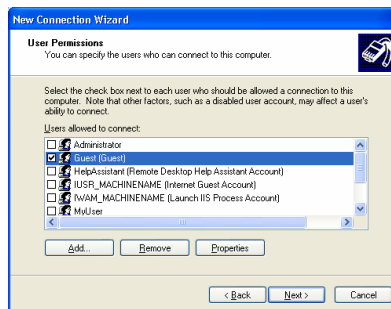 New Connection Wizard
User Permissions
You can specify the users who can connect to this computer.
Select the check box next to each user who should be allowed a connection to this
computer. Note that other factors, such as a disabled user account, may affect a user's
ability to connect.
Users allowed to connect:
Administrator
Guest (Guest)
HelpAssistant (Remote Desktop Help Assistant Account)
IUSR_MACHINENAME (Internet Guest Account)
IWAM_MACHINENAME (Launch IIS Process Account)
MyUser
Add... Remove Properties
< Back Next > Cancel